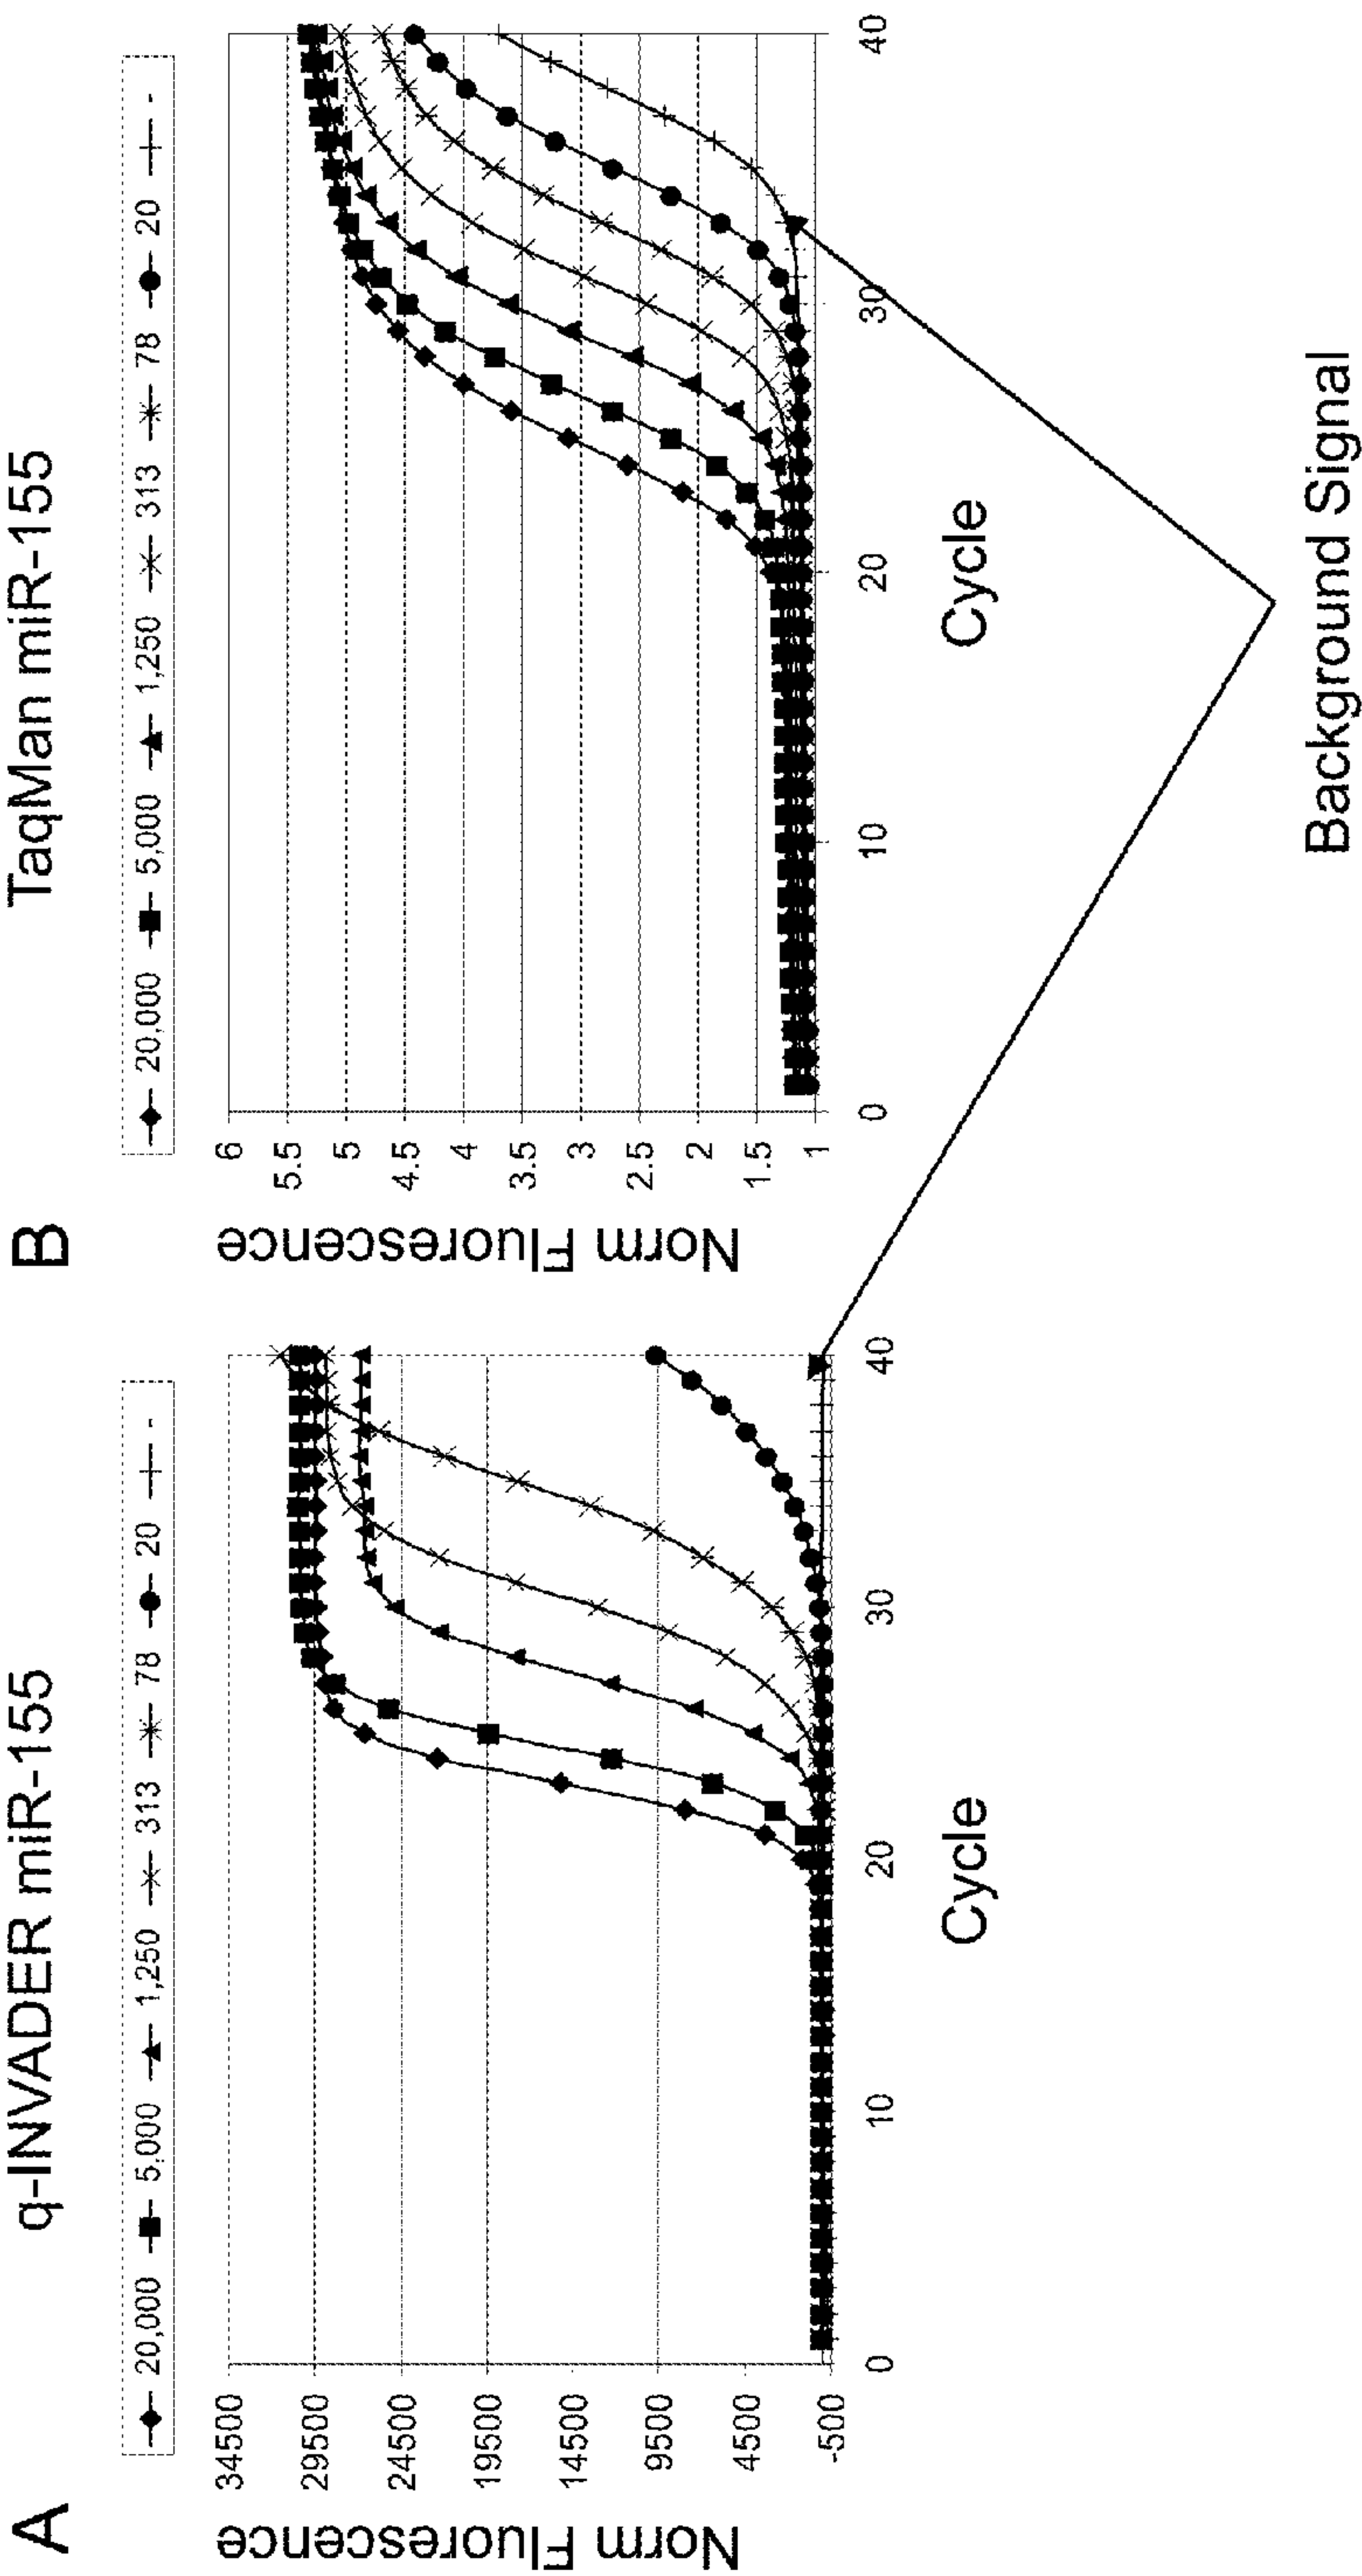 A
q-INVADER miR-155
20,000 5,000 1,250 313 78 20 -
Norm Fluorescence
34500
29500
24500
19500
14500
9500
4500
-500
0 10 20 30 40
Cycle
B
TaqMan miR-155
20,000 5,000 1,250 313 78 20 -
Norm Fluorescence
6
5.5
5
4.5
4
3.5
3
2.5
2
1.5
1
0 10 20 30 40
Cycle
Background Signal